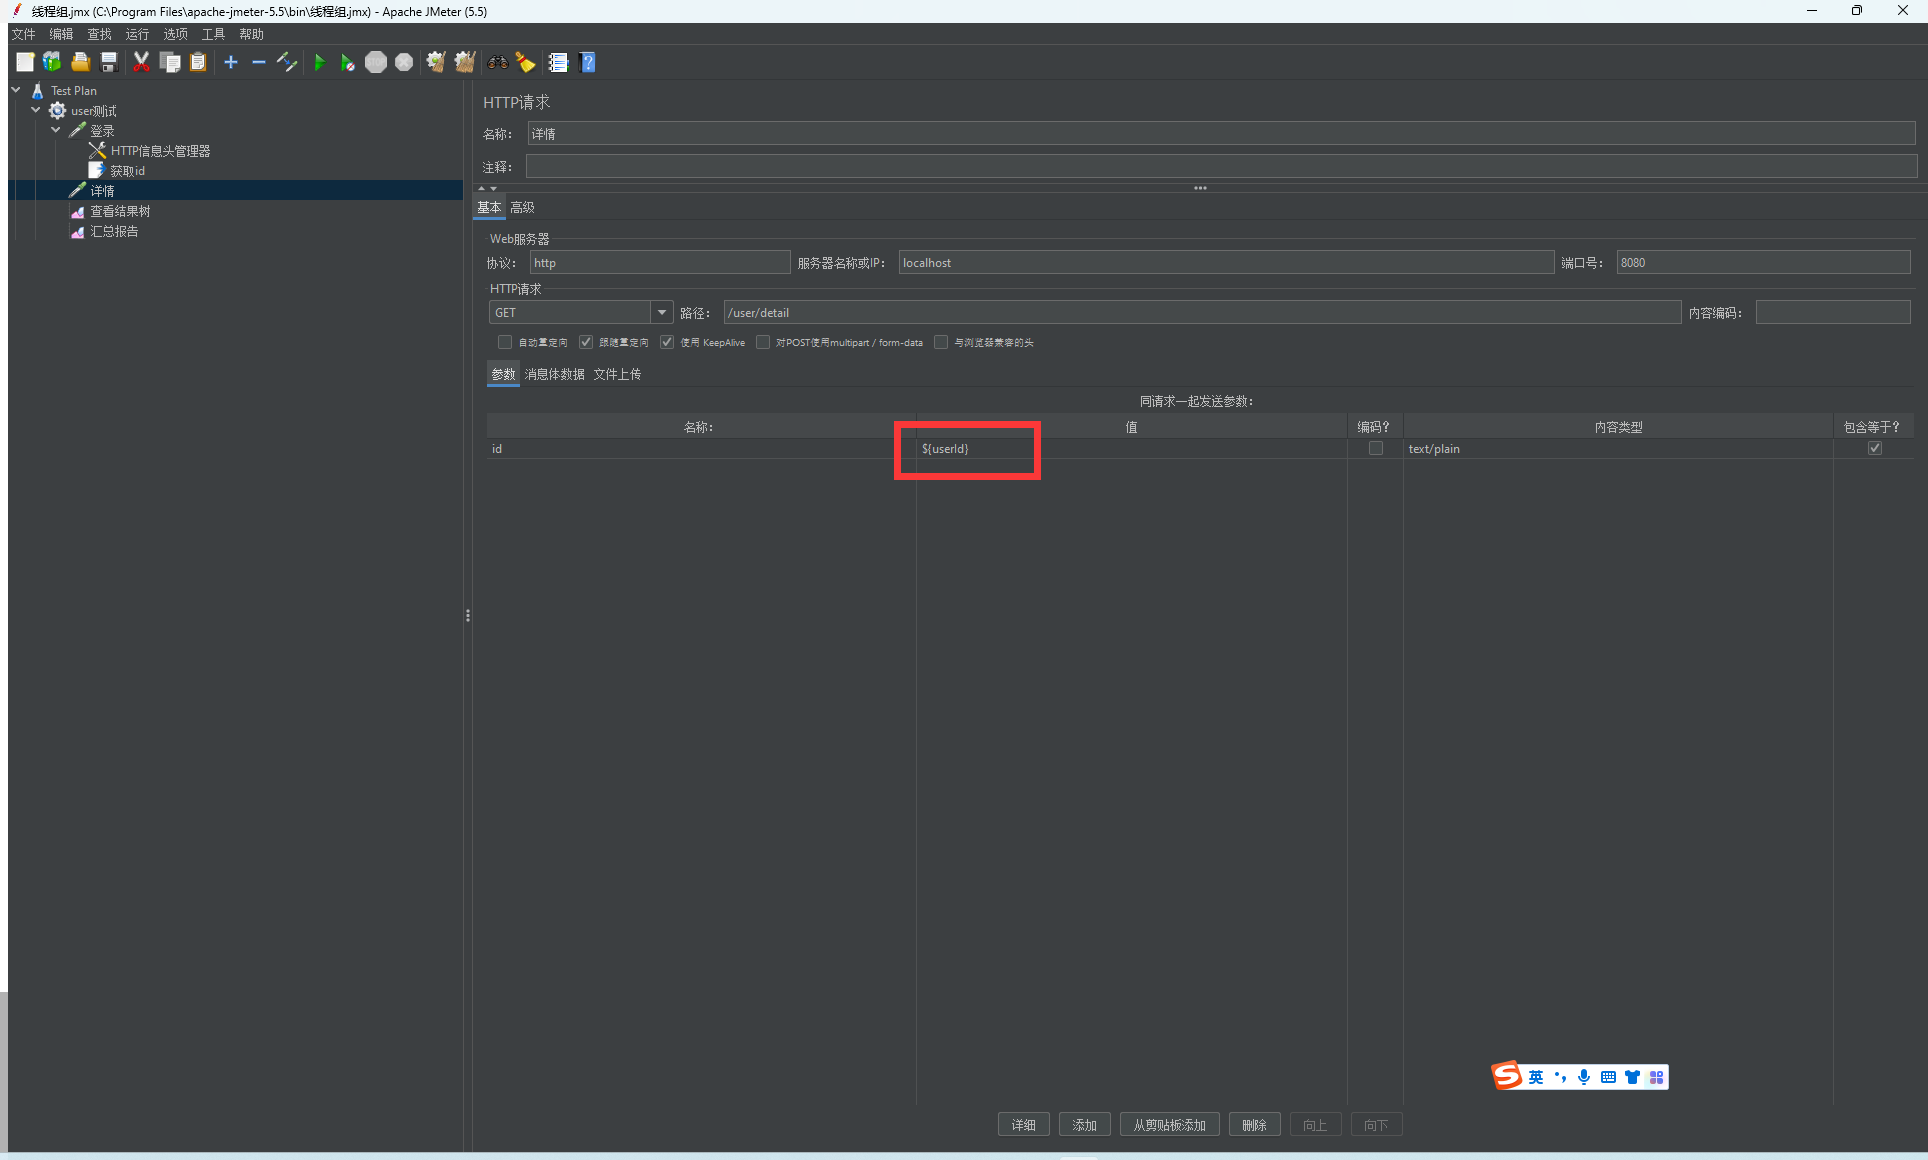 线程组.jmx (C:\Program Files\apache-jmeter-5.5\bin\线程组.jmx) - Apache JMeter (5.5)
文件 编辑 查找 运行 选项 工具 帮助
STOP
Test Plan
user测试
登录
HTTP信息头管理器
获取id
详情
查看结果树
汇总报告
HTTP请求
名称： 详情
注释：
基本 高级
Web服务器
协议： http 服务器名称或IP： localhost 端口号： 8080
HTTP请求
GET 路径： /user/detail 内容编码：
自动重定向 跟随重定向 使用 KeepAlive 对POST使用multipart / form-data 与浏览器兼容的头
参数 消息体数据 文件上传
同请求一起发送参数：
名称： 值 编码？ 内容类型 包含等于？
id ${userId} text/plain
S 英
详细 添加 从剪贴板添加 删除 向上 向下